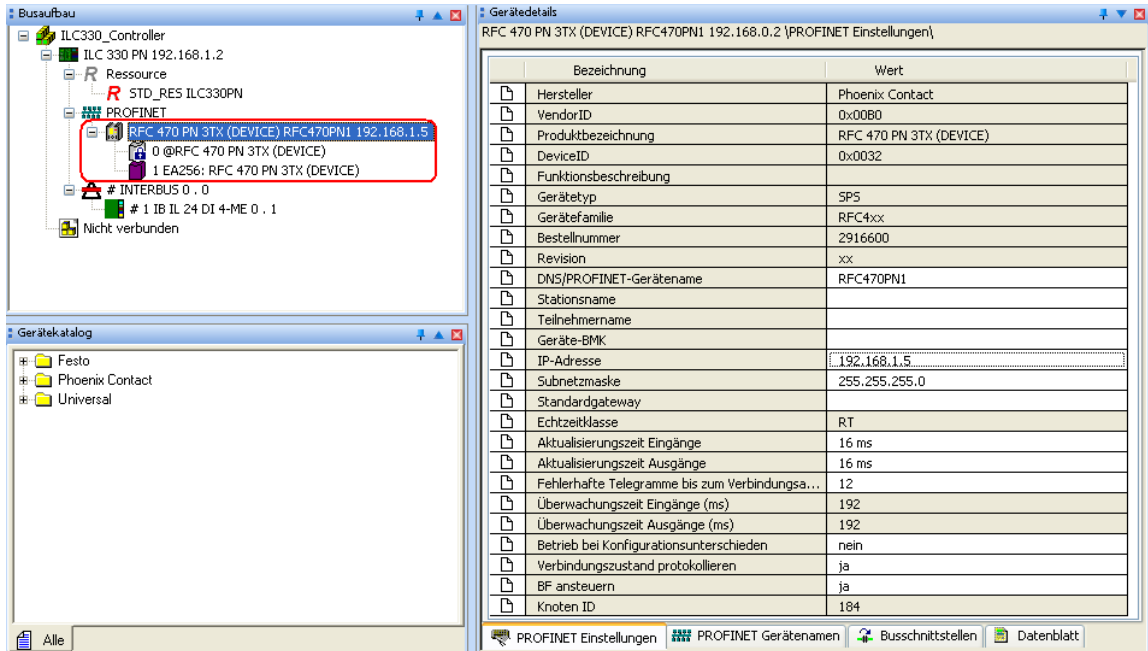 Busaufbau
ILC330_Controller
ILC 330 PN 192.168.1.2
R Ressource
R STD_RES ILC330PN
PROFINET
RFC 470 PN 3TX (DEVICE) RFC470PN1 192.168.1.5
0 @RFC 470 PN 3TX (DEVICE)
1 EA256: RFC 470 PN 3TX (DEVICE)
# INTERBUS 0 . 0
# 1 IB IL 24 DI 4-ME 0 . 1
Nicht verbunden
Gerätekatalog
Festo
Phoenix Contact
Universal
Alle
Gerätedetails
RFC 470 PN 3TX (DEVICE) RFC470PN1 192.168.0.2 \PROFINET Einstellungen\
Bezeichnung Wert
Hersteller Phoenix Contact
VendorID 0x00B0
Produktbezeichnung RFC 470 PN 3TX (DEVICE)
DeviceID 0x0032
Funktionsbeschreibung
Gerätetyp SPS
Gerätefamilie RFC4xx
Bestellnummer 2916600
Revision xx
DNS/PROFINET-Gerätename RFC470PN1
Stationsname
Teilnehmername
Geräte-BMK
IP-Adresse 192.168.1.5
Subnetzmaske 255.255.255.0
Standardgateway
Echtzeitklasse RT
Aktualisierungszeit Eingänge 16 ms
Aktualisierungszeit Ausgänge 16 ms
Fehlerhafte Telegramme bis zum Verbindungsa... 12
Überwachungszeit Eingänge (ms) 192
Überwachungszeit Ausgänge (ms) 192
Betrieb bei Konfigurationsunterschieden nein
Verbindungszustand protokollieren ja
BF ansteuern ja
Knoten ID 184
PROFINET Einstellungen PROFINET Gerätenamen Busschnittstellen Datenblatt